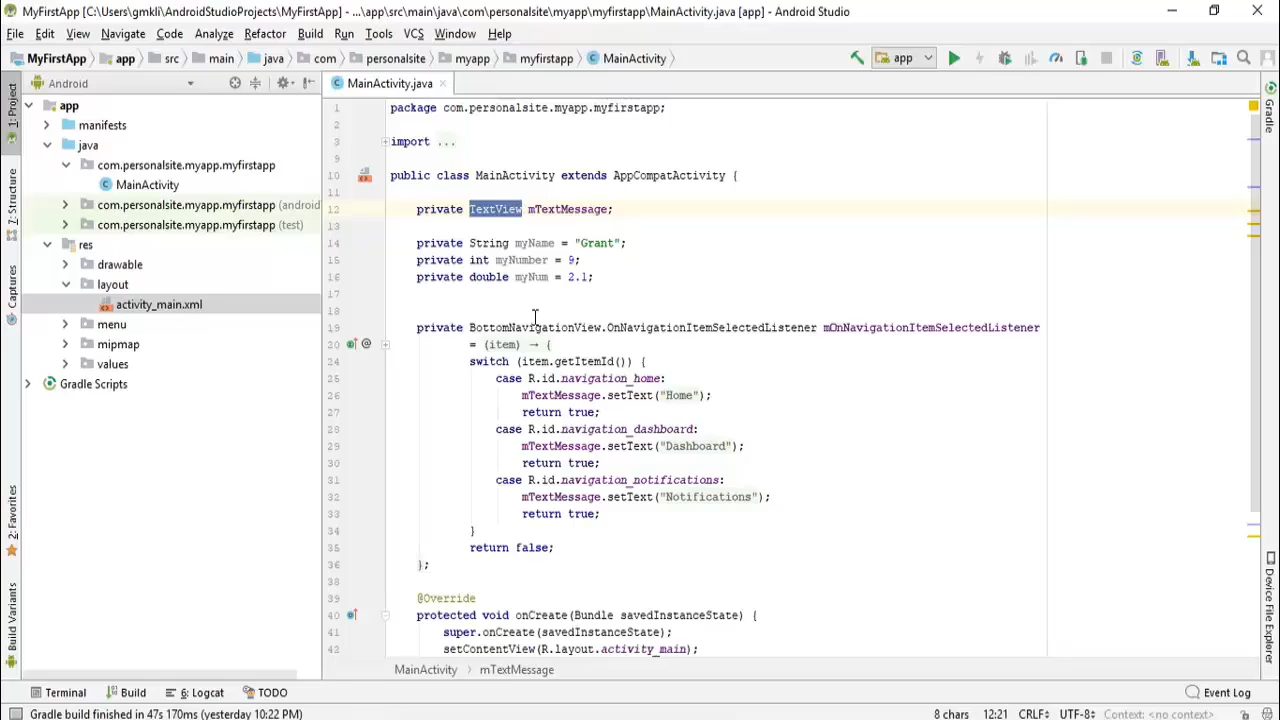 MyFirstApp [C:\Users\gmkli\AndroidStudioProjects\MyFirstApp] - ...\app\src\main\java\com\personalsite\myapp\myfirstapp\MainActivity.java [app] - Android Studio
File Edit View Navigate Code Analyze Refactor Build Run Tools VCS Window Help
MyFirstApp app src main java com personalsite myapp myfirstapp MainActivity app
1: Project
7: Structure
Captures
2: Favorites
Build Variants
Android
app
manifests
java
com.personalsite.myapp.myfirstapp
MainActivity
com.personalsite.myapp.myfirstapp (android
com.personalsite.myapp.myfirstapp (test)
res
drawable
layout
activity_main.xml
menu
mipmap
values
Gradle Scripts
MainActivity.java
1 package com.personalsite.myapp.myfirstapp;
2
3 import ...
9
10 public class MainActivity extends AppCompatActivity {
11
12 private TextView mTextMessage;
13
14 private String myName = "Grant";
15 private int myNumber = 9;
16 private double myNum = 2.1;
17
18
19 private BottomNavigationView.OnNavigationItemSelectedListener mOnNavigationItemSelectedListener
20 = (item) → {
24 switch (item.getItemId()) {
25 case R.id.navigation_home:
26 mTextMessage.setText("Home");
27 return true;
28 case R.id.navigation_dashboard:
29 mTextMessage.setText("Dashboard");
30 return true;
31 case R.id.navigation_notifications:
32 mTextMessage.setText("Notifications");
33 return true;
34 }
35 return false;
36 };
38
39 @Override
40 protected void onCreate(Bundle savedInstanceState) {
41 super.onCreate(savedInstanceState);
42 setContentView(R.layout.activity_main);
MainActivity mTextMessage
Gradle
Device File Explorer
Terminal Build 6: Logcat TODO Event Log
Gradle build finished in 47s 170ms (yesterday 10:22 PM) 8 chars 12:21 CRLF UTF-8 Context: <no context>